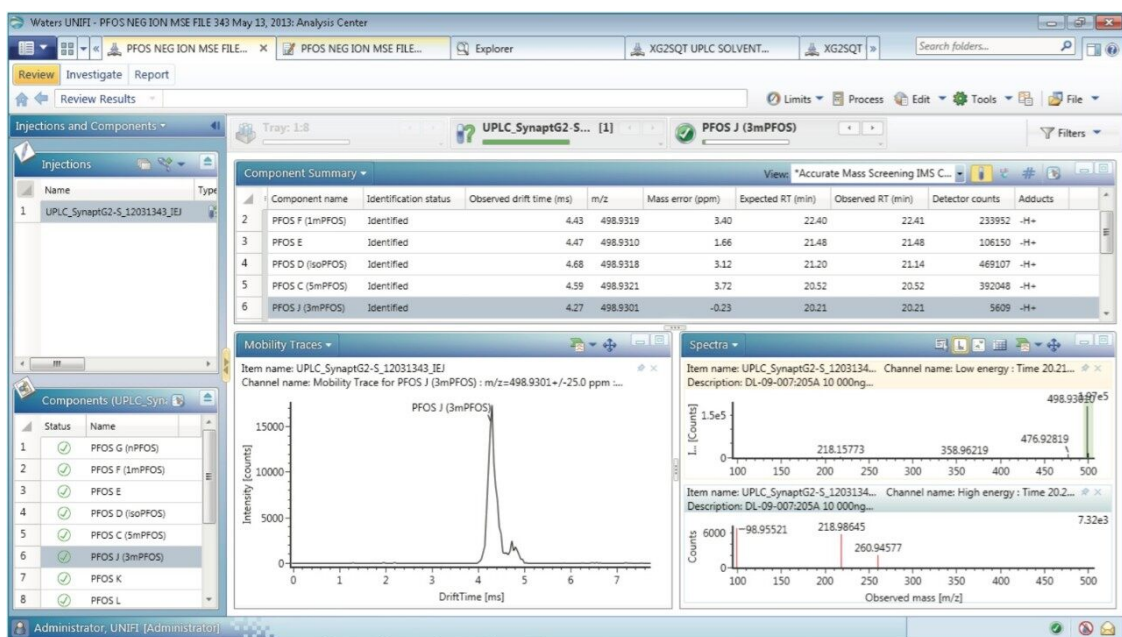 Waters UNIFI - PFOS NEG ION MSE FILE 343 May 13, 2013: Analysis Center
PFOS NEG ION MSE FILE... × PFOS NEG ION MSE FILE... Explorer XG2SQT UPLC SOLVENT... XG2SQT » Search folders...
Review Investigate Report
Review Results Limits Process Edit Tools File
Injections and Components Tray: 1:8 UPLC_SynaptG2-S... [1] PFOS J (3mPFOS) Filters
Injections
Name Type
1 UPLC_SynaptG2-S_12031343_IEJ
Component Summary View: *Accurate Mass Screening IMS C...
Component name Identification status Observed drift time (ms) m/z Mass error (ppm) Expected RT (min) Observed RT (min) Detector counts Adducts
2 PFOS F (1mPFOS) Identified 4.43 498.9319 3.40 22.40 22.41 233952 -H+
3 PFOS E Identified 4.47 498.9310 1.66 21.48 21.48 106150 -H+
4 PFOS D (isoPFOS) Identified 4.68 498.9318 3.12 21.20 21.14 469107 -H+
5 PFOS C (5mPFOS) Identified 4.59 498.9321 3.72 20.52 20.52 392048 -H+
6 PFOS J (3mPFOS) Identified 4.27 498.9301 -0.23 20.21 20.21 5609 -H+
Components (UPLC_Syn
Status Name
1 PFOS G (nPFOS)
2 PFOS F (1mPFOS)
3 PFOS E
4 PFOS D (isoPFOS)
5 PFOS C (5mPFOS)
6 PFOS J (3mPFOS)
7 PFOS K
8 PFOS L
Mobility Traces
Item name: UPLC_SynaptG2-S_12031343_IEJ
Channel name: Mobility Trace for PFOS J (3mPFOS) : m/z=498.9301+/-25.0 ppm :...
PFOS J (3mPFOS)
Intensity [counts]
15000
10000
5000
0
0 1 2 3 4 5 6 7
DriftTime [ms]
Spectra
Item name: UPLC_SynaptG2-S_1203134... Channel name: Low energy : Time 20.21...
Description: DL-09-007:205A 10 000ng...
1.97e5
I... [Counts]
1.5e5
0
218.15773 358.96219 476.92819
100 150 200 250 300 350 400 450 500
Item name: UPLC_SynaptG2-S_1203134... Channel name: High energy : Time 20.2...
Description: DL-09-007:205A 10 000ng...
7.32e3
Counts
6000
0
98.95521 218.98645 260.94577
100 150 200 250 300 350 400 450 500
Observed mass [m/z]
Administrator, UNIFI [Administrator]